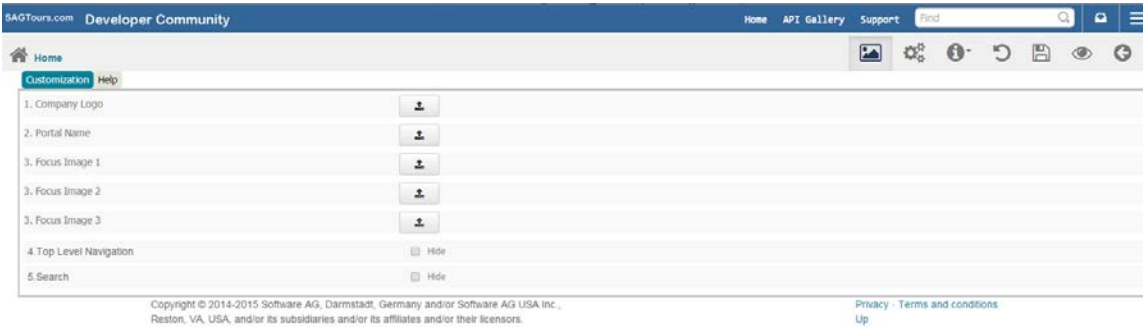 SAGTours.com Developer Community Home API Gallery Support Find
Home
Customization Help
1. Company Logo
2. Portal Name
3. Focus Image 1
3. Focus Image 2
3. Focus Image 3
4.Top Level Navigation Hide
5.Search Hide
Copyright © 2014-2015 Software AG, Darmstadt, Germany and/or Software AG USA Inc., Privacy · Terms and conditions
Reston, VA, USA, and/or its subsidiaries and/or its affiliates and/or their licensors. Up